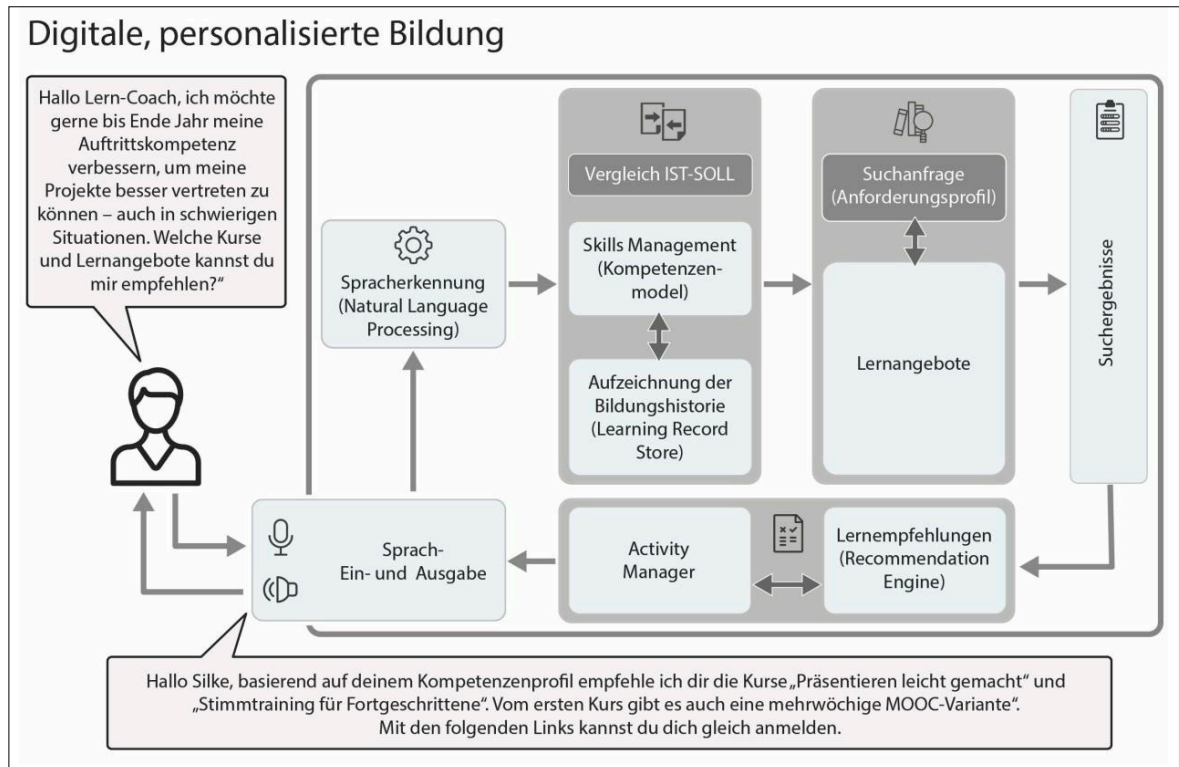 Digitale, personalisierte Bildung
Hallo Lern-Coach, ich möchte
gerne bis Ende Jahr meine
Auftrittskompetenz
verbessern, um meine
Projekte besser vertreten zu
können – auch in schwierigen
Situationen. Welche Kurse
und Lernangebote kannst du
mir empfehlen?“
Spracherkennung
(Natural Language
Processing)
Vergleich IST-SOLL
Skills Management
(Kompetenzen-
model)
Aufzeichnung der
Bildungshistorie
(Learning Record
Store)
Suchanfrage
(Anforderungsprofil)
Lernangebote
Suchergebnisse
Sprach-
Ein- und Ausgabe
Activity
Manager
Lernempfehlungen
(Recommendation
Engine)
Hallo Silke, basierend auf deinem Kompetenzenprofil empfehle ich dir die Kurse „Präsentieren leicht gemacht“ und
„Stimmtraining für Fortgeschrittene“. Vom ersten Kurs gibt es auch eine mehrwöchige MOOC-Variante“.
Mit den folgenden Links kannst du dich gleich anmelden.